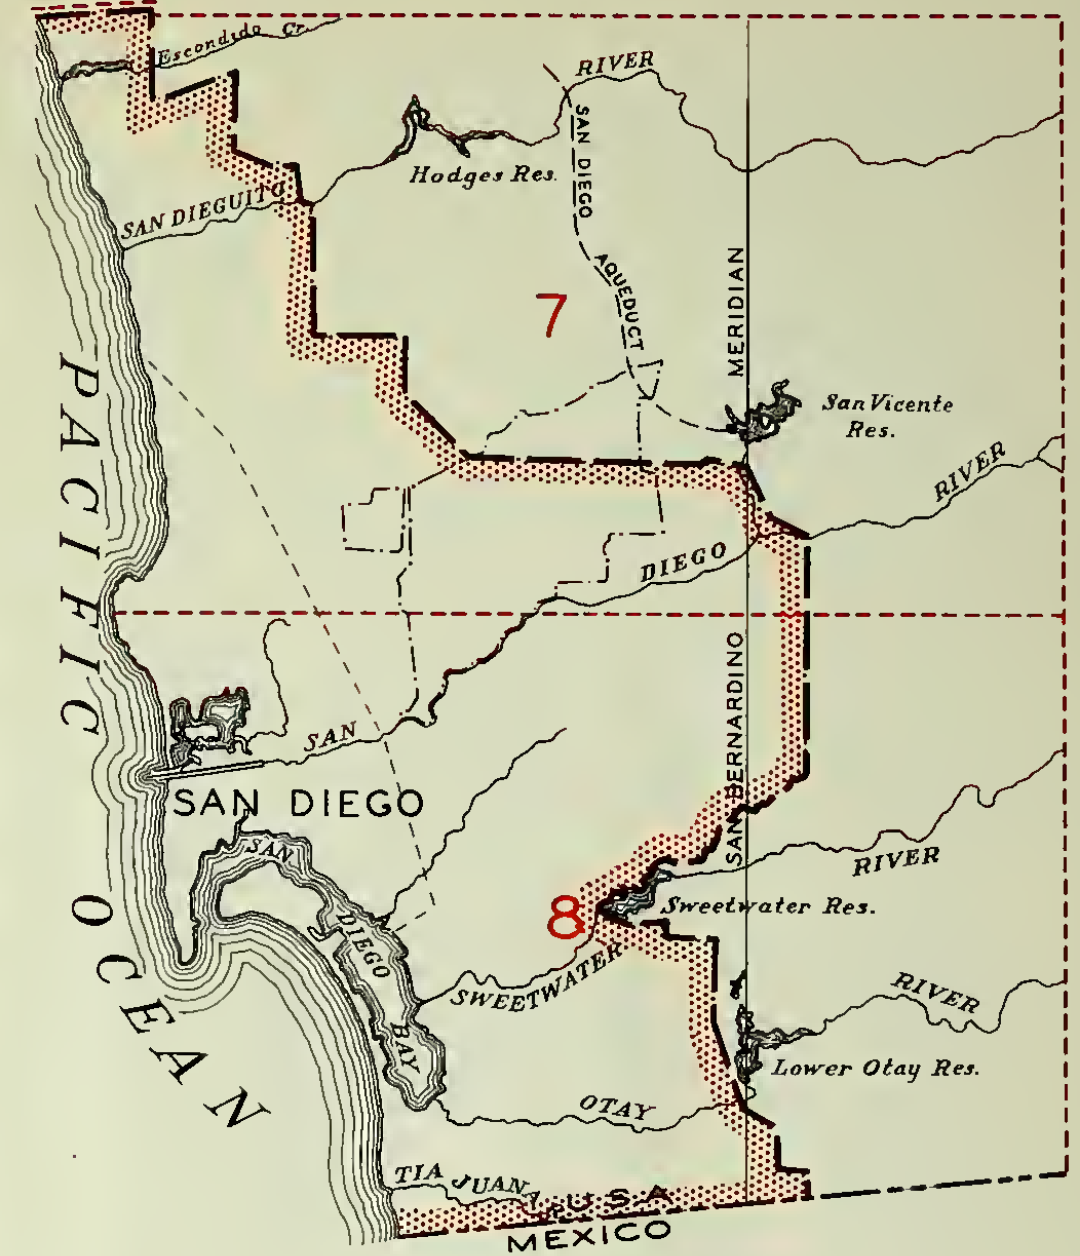 Escondido Cr.
RIVER
SAN DIEGO
AQUEDUCT
Hodges Res.
SAN DIEGUITO
MERIDIAN
7
San Vicente
Res.
RIVER
PACIFIC
DIEGO
SAN BERNARDINO
SAN
SAN DIEGO
SAN
DIEGO
BAY
RIVER
8
Sweetwater Res.
SWEETWATER
OCEAN
RIVER
Lower Otay Res.
OTAY
TIA JUANA
USA
MEXICO